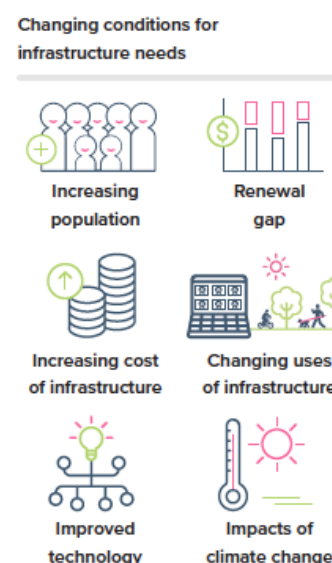 Changing conditions for
infrastructure needs
$
Increasing
population
Renewal
gap
Increasing cost
of infrastructure
Changing uses
of infrastructure
Improved
technology
Impacts of
climate change